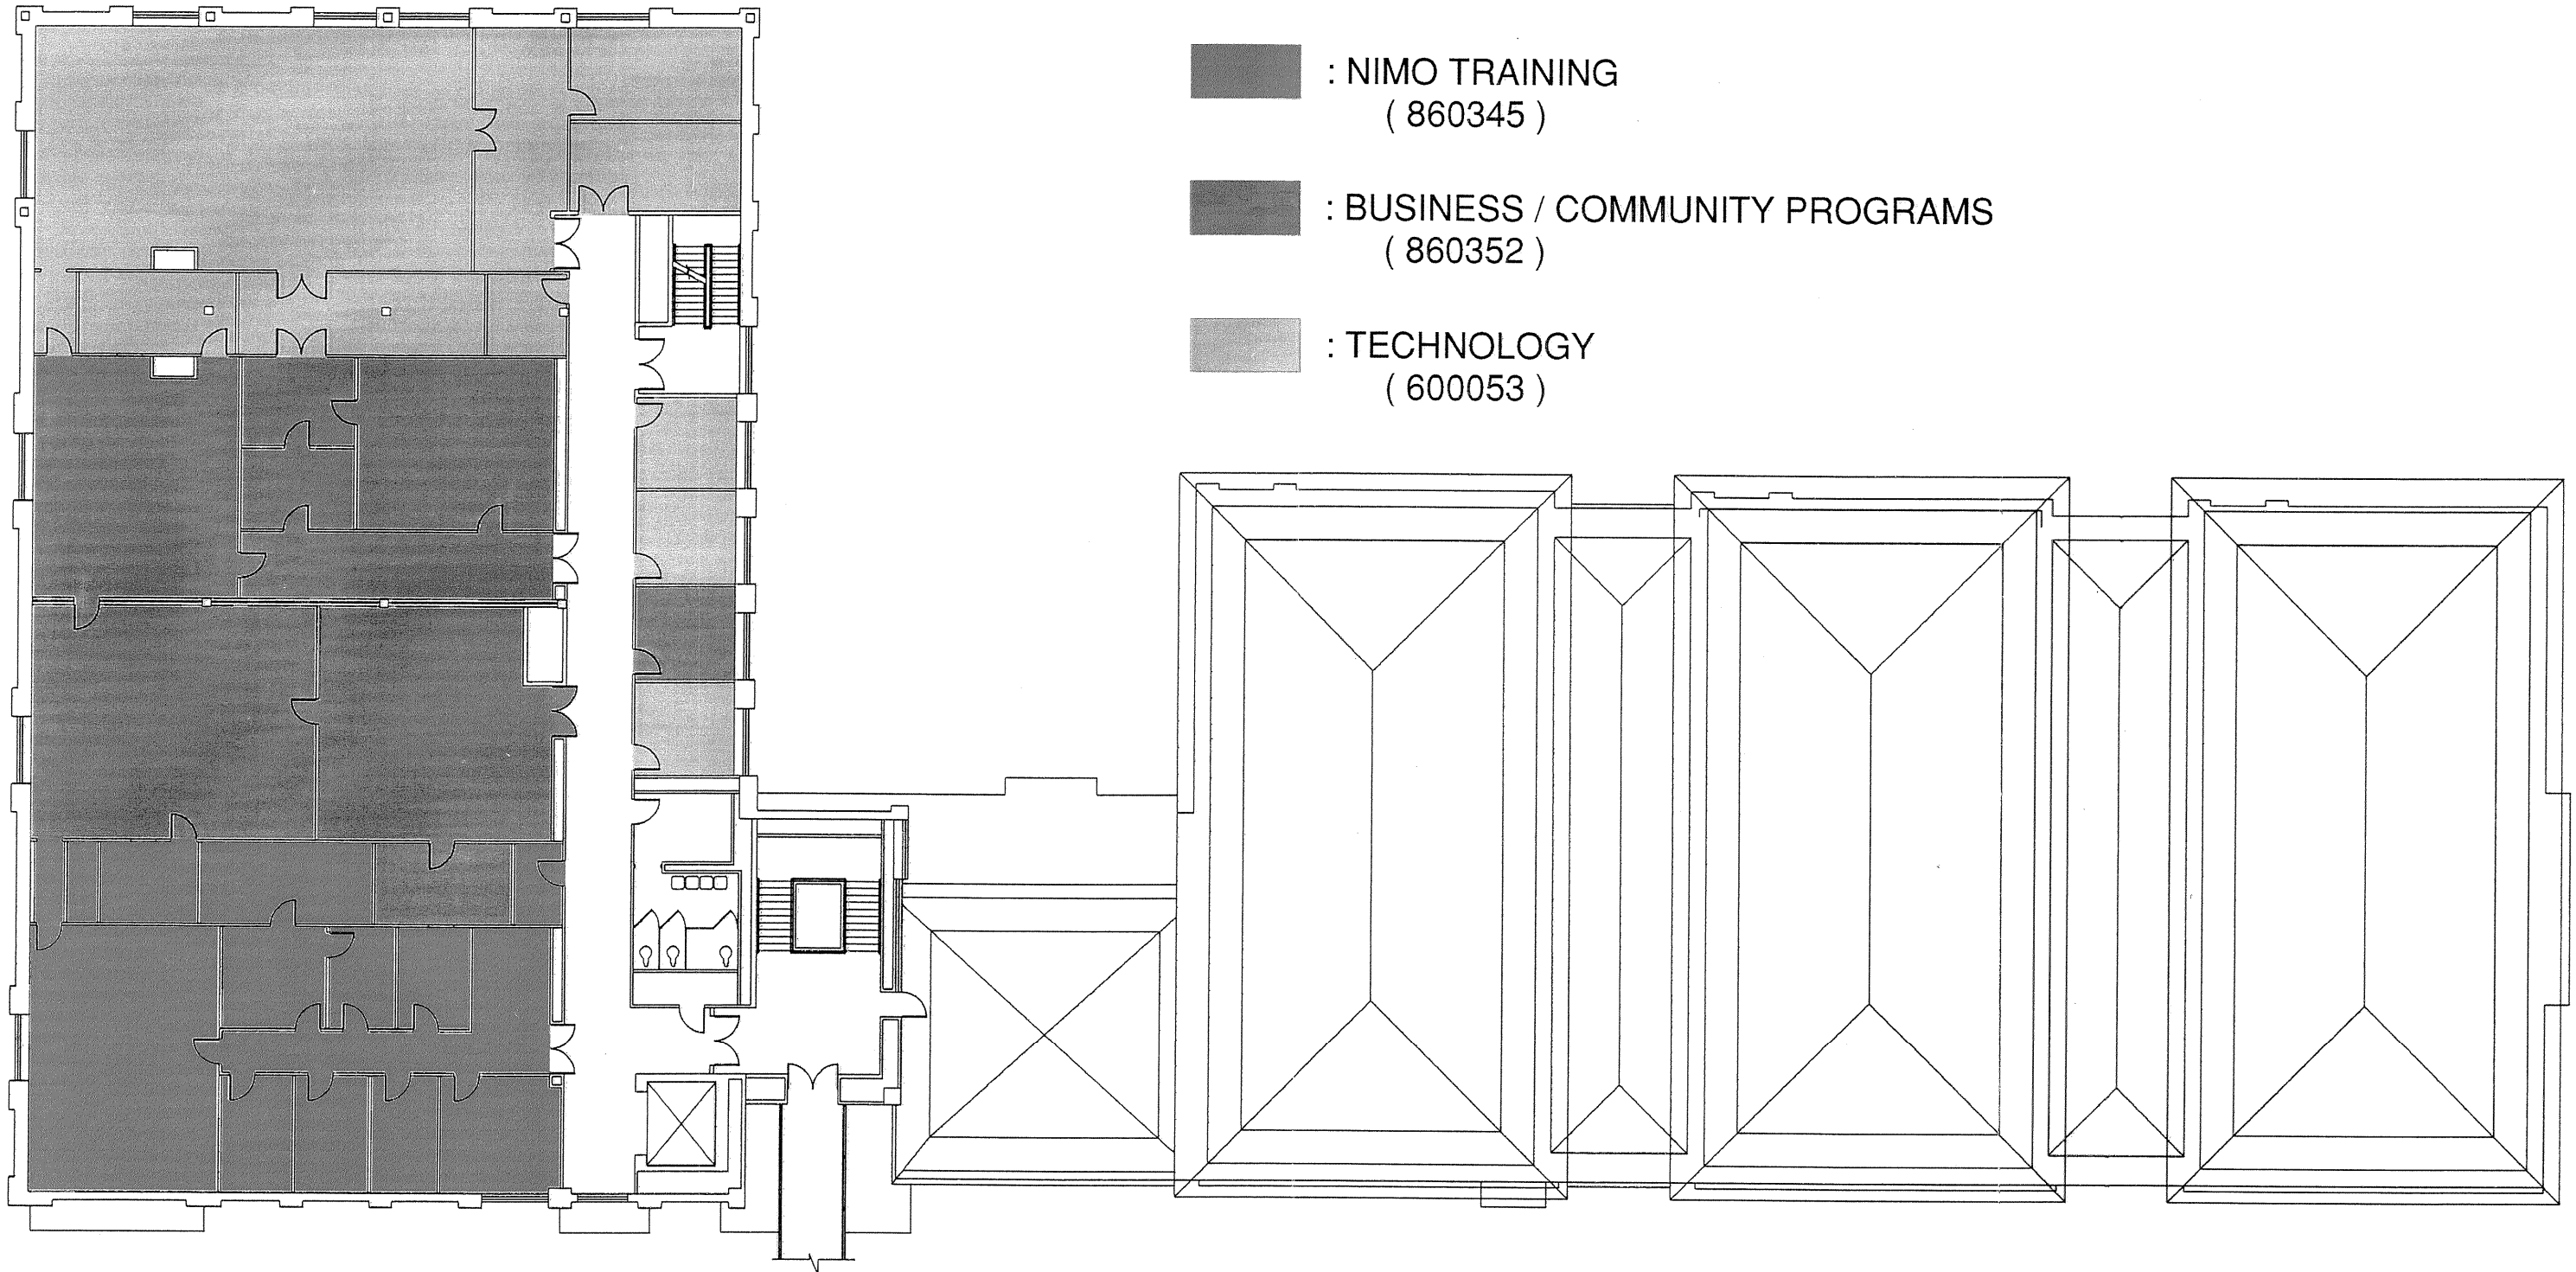 : NIMO TRAINING
( 860345 )
: BUSINESS / COMMUNITY PROGRAMS
( 860352 )
: TECHNOLOGY
( 600053 )